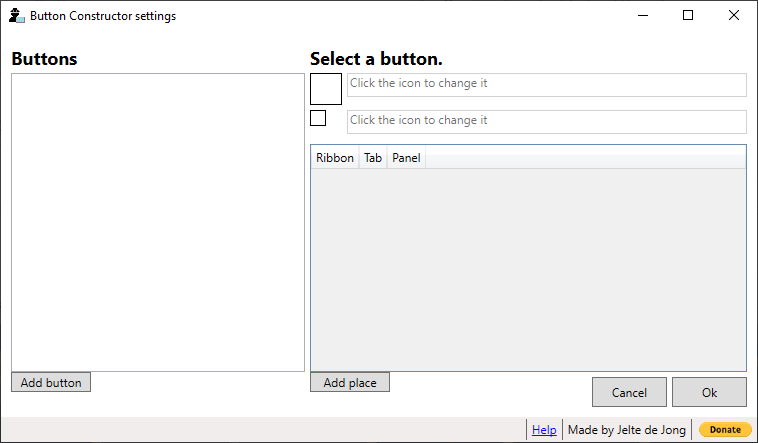 Button Constructor settings
Buttons
Select a button.
Click the icon to change it
Click the icon to change it
Ribbon Tab Panel
Add button
Add place
Cancel
Ok
Help
Made by Jelte de Jong
Donate